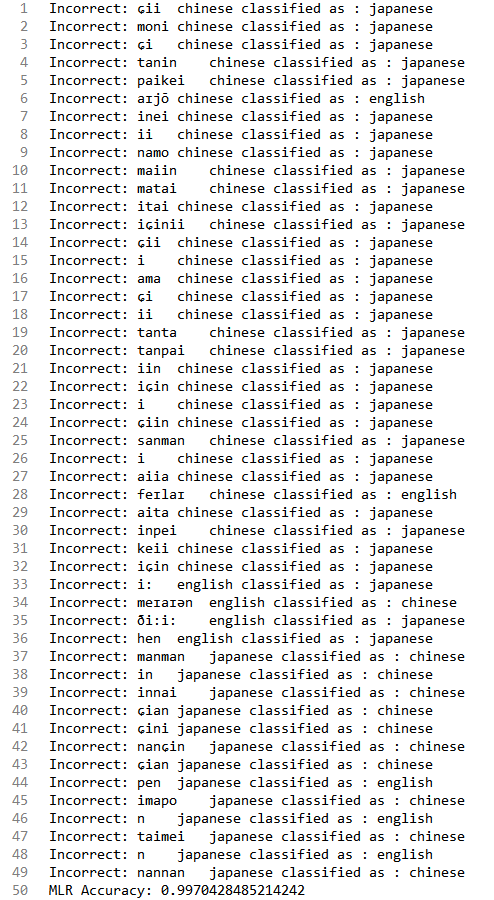 1 Incorrect: ɕii chinese classified as : japanese
2 Incorrect: moni chinese classified as : japanese
3 Incorrect: ɕi chinese classified as : japanese
4 Incorrect: tanin chinese classified as : japanese
5 Incorrect: paikei chinese classified as : japanese
6 Incorrect: aɪjō chinese classified as : english
7 Incorrect: inei chinese classified as : japanese
8 Incorrect: ii chinese classified as : japanese
9 Incorrect: namo chinese classified as : japanese
10 Incorrect: maiin chinese classified as : japanese
11 Incorrect: matai chinese classified as : japanese
12 Incorrect: itai chinese classified as : japanese
13 Incorrect: iɕinii chinese classified as : japanese
14 Incorrect: ɕii chinese classified as : japanese
15 Incorrect: i chinese classified as : japanese
16 Incorrect: ama chinese classified as : japanese
17 Incorrect: ɕi chinese classified as : japanese
18 Incorrect: ii chinese classified as : japanese
19 Incorrect: tanta chinese classified as : japanese
20 Incorrect: tanpai chinese classified as : japanese
21 Incorrect: iin chinese classified as : japanese
22 Incorrect: iɕin chinese classified as : japanese
23 Incorrect: i chinese classified as : japanese
24 Incorrect: ɕiin chinese classified as : japanese
25 Incorrect: sanman chinese classified as : japanese
26 Incorrect: i chinese classified as : japanese
27 Incorrect: aiia chinese classified as : japanese
28 Incorrect: feɪlaɪ chinese classified as : english
29 Incorrect: aita chinese classified as : japanese
30 Incorrect: inpei chinese classified as : japanese
31 Incorrect: keii chinese classified as : japanese
32 Incorrect: iɕin chinese classified as : japanese
33 Incorrect: i: english classified as : japanese
34 Incorrect: meɪaɪən english classified as : chinese
35 Incorrect: ði:i: english classified as : japanese
36 Incorrect: hen english classified as : japanese
37 Incorrect: manman japanese classified as : chinese
38 Incorrect: in japanese classified as : chinese
39 Incorrect: innai japanese classified as : chinese
40 Incorrect: ɕian japanese classified as : chinese
41 Incorrect: ɕini japanese classified as : chinese
42 Incorrect: nanɕin japanese classified as : chinese
43 Incorrect: ɕian japanese classified as : chinese
44 Incorrect: pen japanese classified as : english
45 Incorrect: imapo japanese classified as : chinese
46 Incorrect: n japanese classified as : english
47 Incorrect: taimei japanese classified as : chinese
48 Incorrect: n japanese classified as : english
49 Incorrect: nannan japanese classified as : chinese
50 MLR Accuracy: 0.9970428485214242